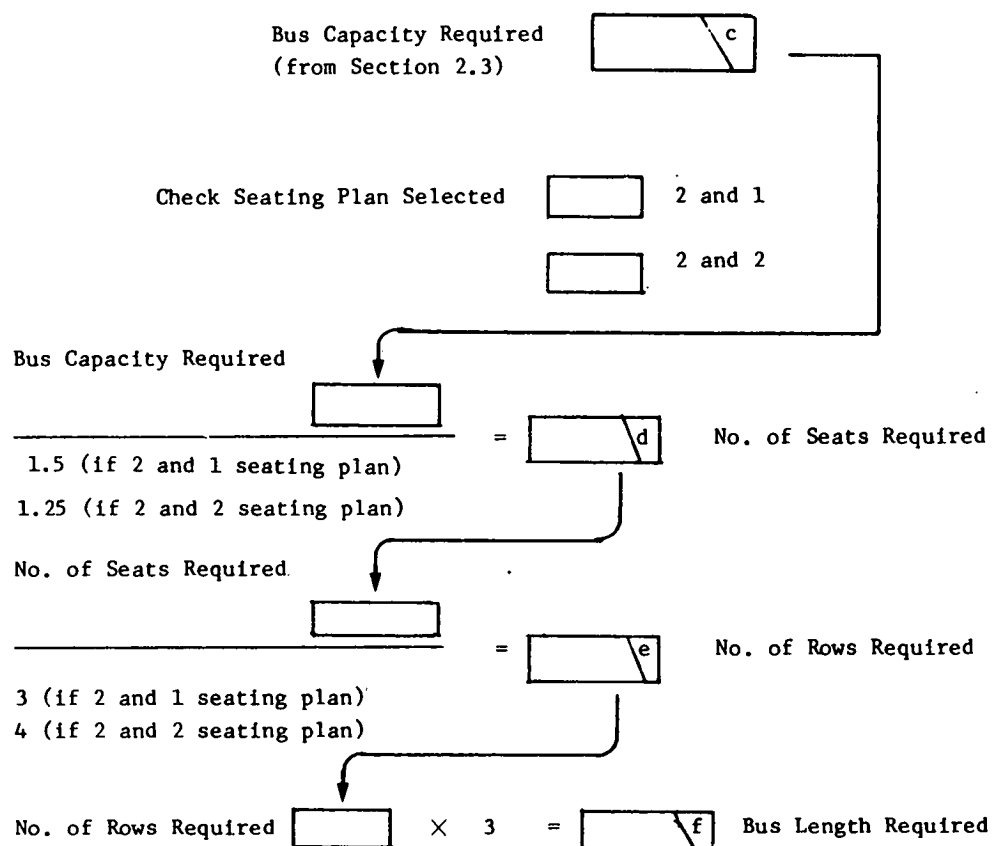 Bus Capacity Required
(from Section 2.3)
c
Check Seating Plan Selected
2 and 1
2 and 2
Bus Capacity Required
= d No. of Seats Required
1.5 (if 2 and 1 seating plan)
1.25 (if 2 and 2 seating plan)
No. of Seats Required
= e No. of Rows Required
3 (if 2 and 1 seating plan)
4 (if 2 and 2 seating plan)
No. of Rows Required × 3 = f Bus Length Required